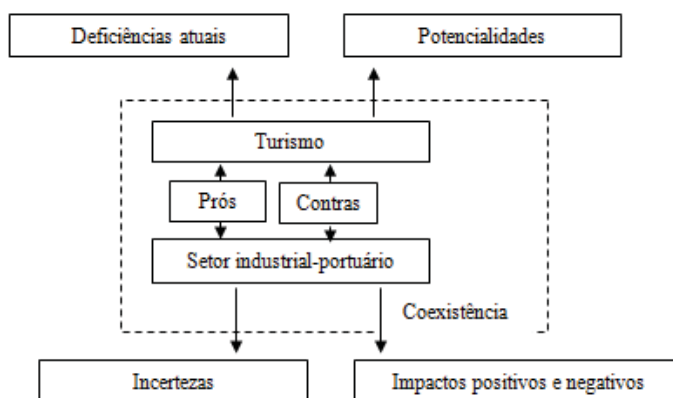 Deficiências atuais
Potencialidades
Turismo
Prós
Contras
Setor industrial-portuário
Coexistência
Incertezas
Impactos positivos e negativos